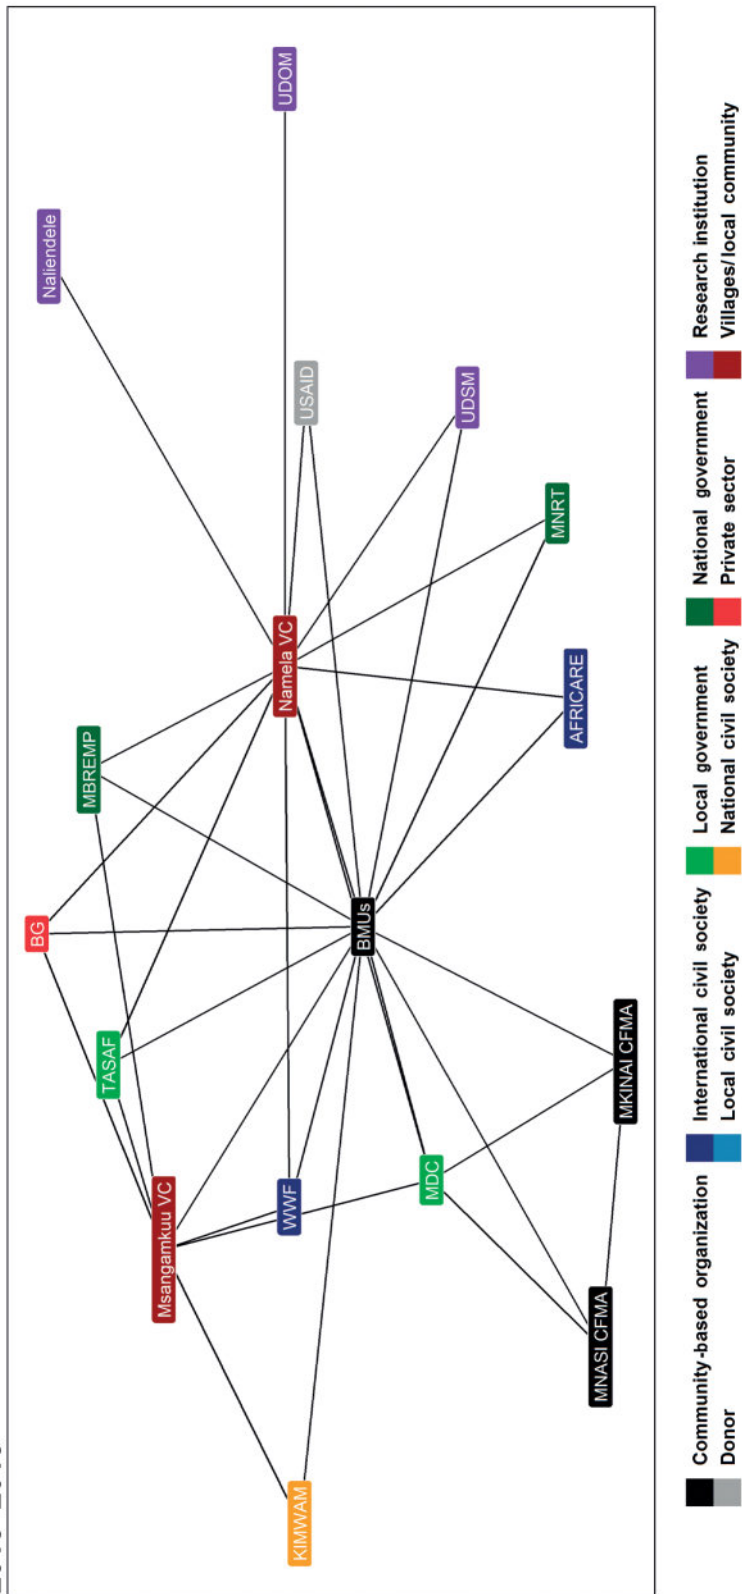 UDOM
Naliendele
USAID
UDSM
MNRT
Namela VC
AFRICARE
MBREMP
BG
BMUs
TASAF
MKINAI CFMA
Msangamkuu VC
WWF
MDC
MNASI CFMA
KIMWAM
Community-based organization
Donor
International civil society
Local civil society
Local government
National civil society
National government
Private sector
Research institution
Villages/local community